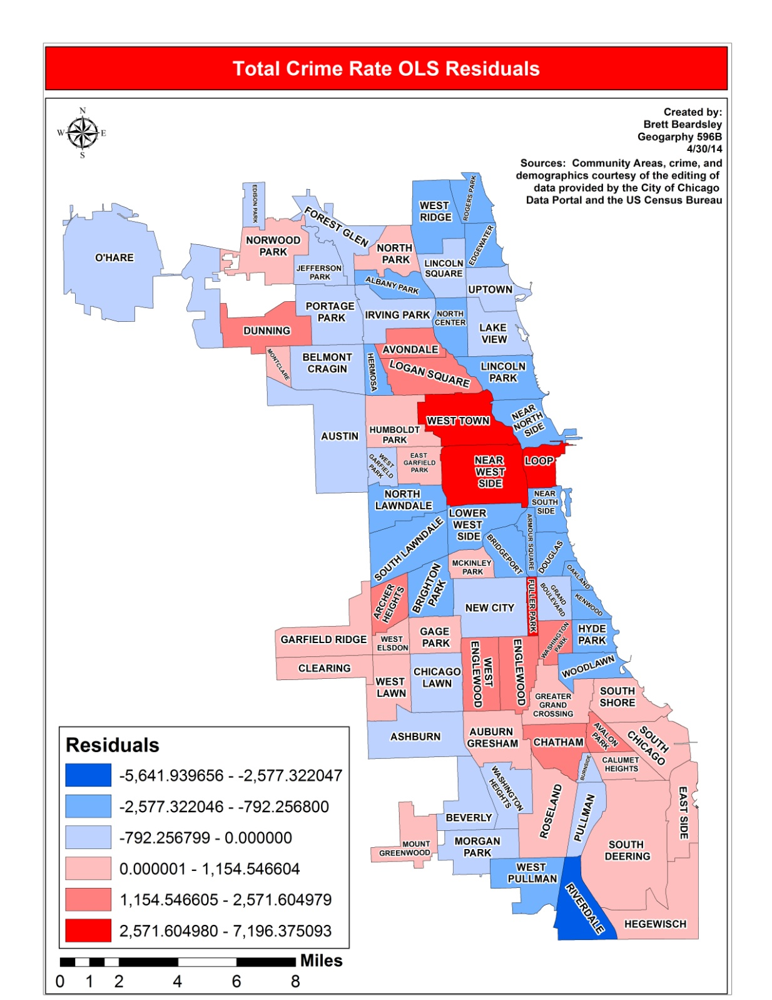 Total Crime Rate OLS Residuals
N
W
E
S
Created by:
Brett Beardsley
Geogarphy 596B
4/30/14
Sources: Community Areas, crime, and
demographics courtesy of the editing of
data provided by the City of Chicago
Data Portal and the US Census Bureau
EDISON PARK
ROGERS PARK
WEST
RIDGE
FOREST GLEN
NORWOOD
PARK
NORTH
PARK
EDGEWATER
O'HARE
JEFFERSON
PARK
LINCOLN
SQUARE
ALBANY PARK
UPTOWN
PORTAGE
PARK
IRVING PARK
NORTH
CENTER
DUNNING
LAKE
VIEW
AVONDALE
MONTCLARE
BELMONT
CRAGIN
HERMOSA
LOGAN SQUARE
LINCOLN
PARK
WEST TOWN
NEAR
NORTH
SIDE
AUSTIN
HUMBOLDT
PARK
WEST
GARFIELD
PARK
EAST
GARFIELD
PARK
NEAR
WEST
SIDE
LOOP
NORTH
LAWNDALE
NEAR
SOUTH
SIDE
LOWER
WEST
SIDE
SOUTH LAWNDALE
BRIDGEPORT
ARMOUR SQUARE
DOUGLAS
MCKINLEY
PARK
OAKLAND
BRIGHTON
PARK
ARCHER
HEIGHTS
NEW CITY
FULLER PARK
GRAND
BOULEVARD
KENWOOD
GARFIELD RIDGE
WEST
ELSDON
GAGE
PARK
WASHINGTON
PARK
HYDE
PARK
CLEARING
WEST
LAWN
CHICAGO
LAWN
WEST
ENGLEWOOD
ENGLEWOOD
WOODLAWN
GREATER
GRAND
CROSSING
SOUTH
SHORE
ASHBURN
AUBURN
GRESHAM
CHATHAM
AVALON
PARK
SOUTH
CHICAGO
BURNSIDE
CALUMET
HEIGHTS
WASHINGTON
HEIGHTS
BEVERLY
ROSELAND
PULLMAN
EAST SIDE
MOUNT
GREENWOOD
MORGAN
PARK
SOUTH
DEERING
WEST
PULLMAN
RIVERDALE
HEGEWISCH
Residuals
-5,641.939656 - -2,577.322047
-2,577.322046 - -792.256800
-792.256799 - 0.000000
0.000001 - 1,154.546604
1,154.546605 - 2,571.604979
2,571.604980 - 7,196.375093
Miles
0 1 2 4 6 8